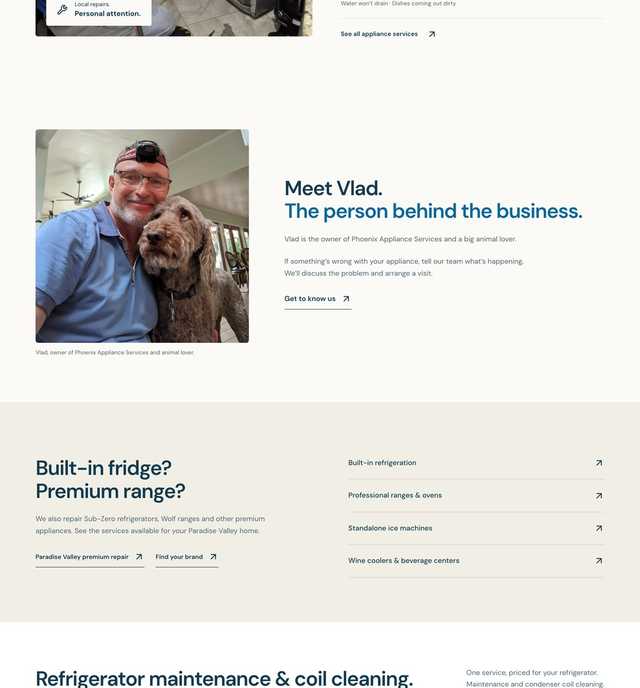 Local repairs.
Personal attention.
Water won't drain · Dishes coming out dirty
See all appliance services
Meet Vlad.
The person behind the business.
Vlad is the owner of Phoenix Appliance Services and a big animal lover.
If something's wrong with your appliance, tell our team what's happening.
We'll discuss the problem and arrange a visit.
Get to know us
Vlad, owner of Phoenix Appliance Services and animal lover.
Built-in fridge?
Premium range?
We also repair Sub-Zero refrigerators, Wolf ranges and other premium
appliances. See the services available for your Paradise Valley home.
Paradise Valley premium repair
Find your brand
Built-in refrigeration
Professional ranges & ovens
Standalone ice machines
Wine coolers & beverage centers
Refrigerator maintenance & coil cleaning.
One service, priced for your refrigerator.
Maintenance and condenser coil cleaning.